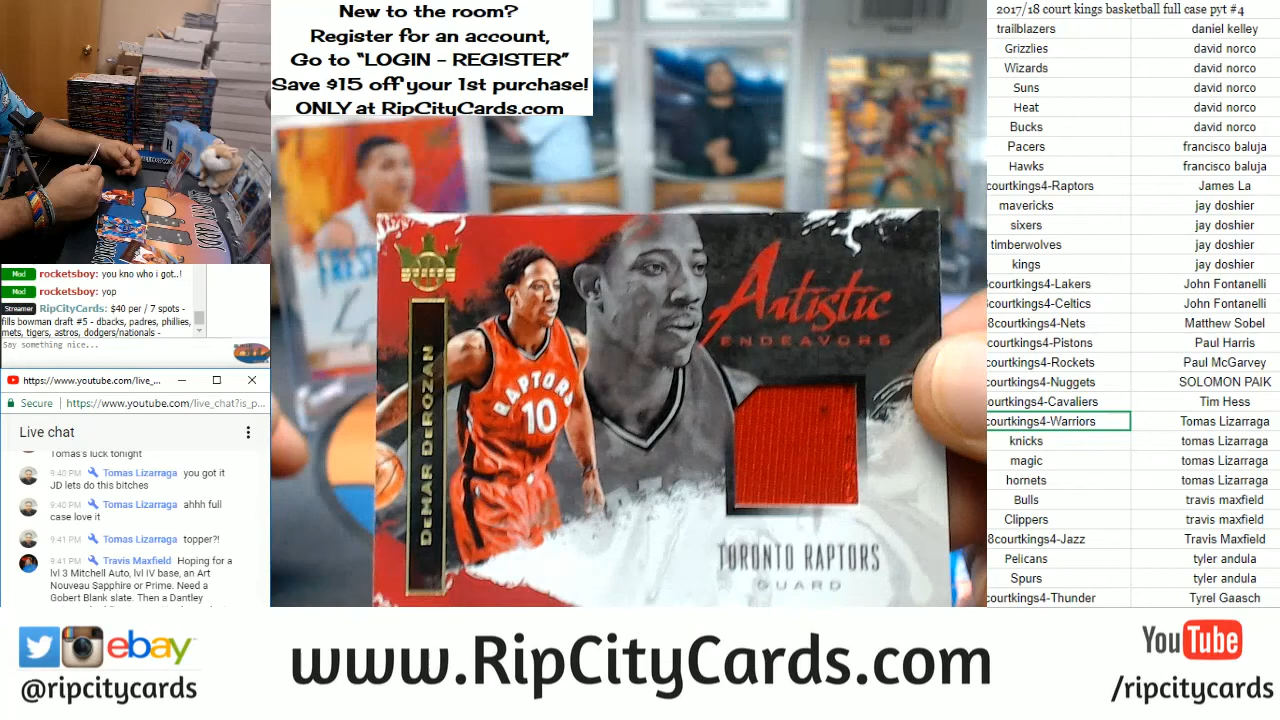 New to the room?
Register for an account,
Go to “LOGIN - REGISTER”
Save $15 off your 1st purchase!
ONLY at RipCityCards.com
2017/18 court kings basketball full case pyt #4
trailblazers daniel kelley
Grizzlies david norco
Wizards david norco
Suns david norco
Heat david norco
Bucks david norco
Pacers francisco baluja
Hawks francisco baluja
courtkings4-Raptors James La
mavericks jay doshier
sixers jay doshier
timberwolves jay doshier
kings jay doshier
8courtkings4-Lakers John Fontanelli
8courtkings4-Celtics John Fontanelli
8courtkings4-Nets Matthew Sobel
courtkings4-Pistons Paul Harris
courtkings4-Rockets Paul McGarvey
courtkings4-Nuggets SOLOMON PAIK
courtkings4-Cavaliers Tim Hess
courtkings4-Warriors Tomas Lizarraga
knicks tomas Lizarraga
magic tomas Lizarraga
hornets tomas Lizarraga
Bulls travis maxfield
Clippers travis maxfield
8courtkings4-Jazz Travis Maxfield
Pelicans tyler andula
Spurs tyler andula
courtkings4-Thunder Tyrel Gaasch
Mod rocketsboy: you kno who i got..!
Mod rocketsboy: yop
Streamer RipCityCards: $40 per / 7 spots -
fills bowman draft #5 - dbacks, padres, phillies,
mets, tigers, astros, dodgers/nationals -
Say something nice...
https://www.youtube.com/live_...
Secure https://www.youtube.com/live_chat?is_p...
Live chat
Tomas's luck tonight
9:40 PM Tomas Lizarraga you got it
JD lets do this bitches
9:40 PM Tomas Lizarraga ahhh full
case love it
9:41 PM Tomas Lizarraga topper?!
9:41 PM Travis Maxfield Hoping for a
lvl 3 Mitchell Auto, lvl IV base, an Art
Nouveau Sapphire or Prime. Need a
Gobert Blank slate. Then a Dantley
DeMAR DeROZAN
RAPTORS
10
Artistic
ENDEAVORS
TORONTO RAPTORS
GUARD
ebay
@ripcitycards
www.RipCityCards.com
YouTube
/ripcitycards